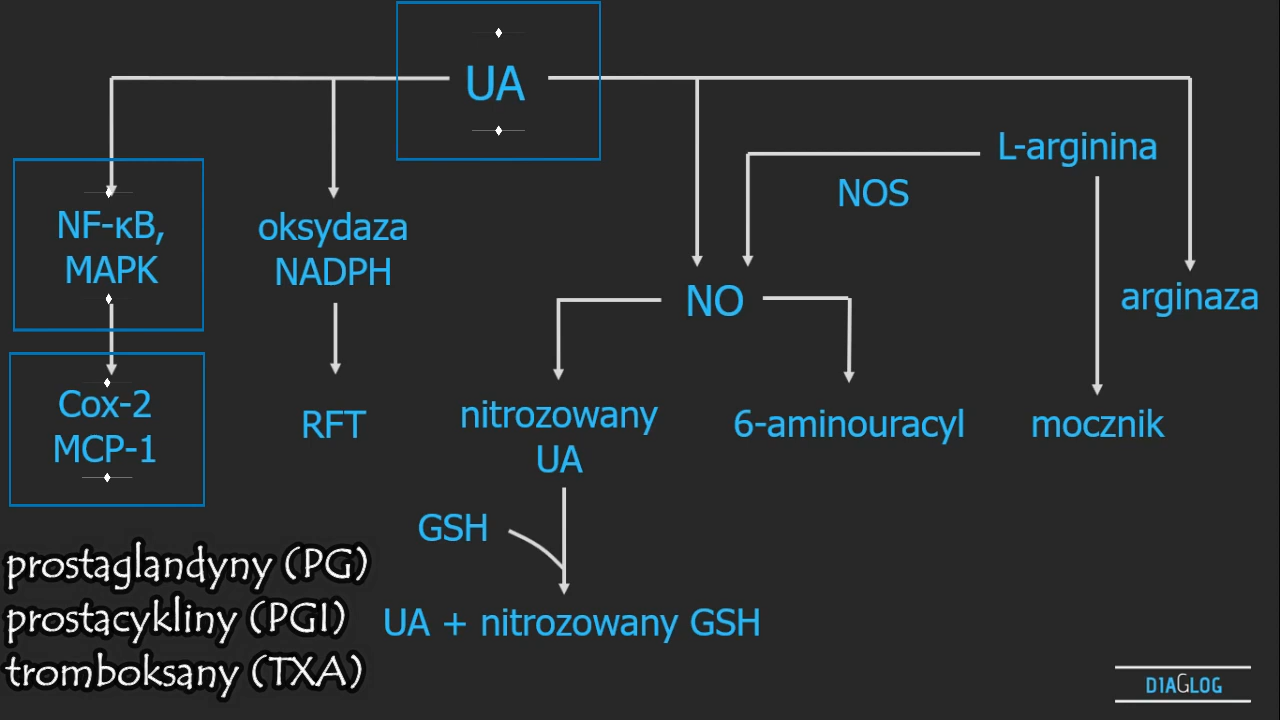 UA
L-arginina
NOS
NF-κB,
MAPK
oksydaza
NADPH
NO
arginaza
Cox-2
MCP-1
RFT
nitrozowany
UA
6-aminouracyl
mocznik
GSH
prostaglandyny (PG)
prostacykliny (PGI)
tromboksany (TXA)
UA + nitrozowany GSH
DIAGLOG